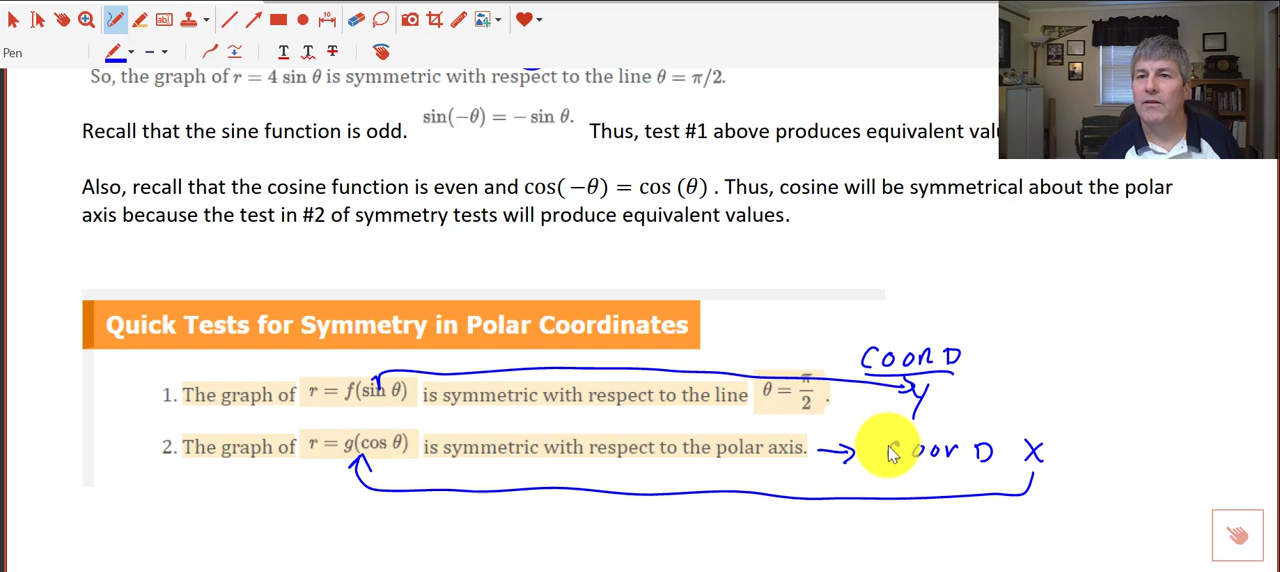 Pen
So, the graph of r = 4 sin θ is symmetric with respect to the line θ = π/2.
Recall that the sine function is odd. sin(−θ) = − sin θ. Thus, test #1 above produces equivalent
Also, recall that the cosine function is even and cos(−θ) = cos (θ) . Thus, cosine will be symmetrical about the polar
axis because the test in #2 of symmetry tests will produce equivalent values.
Quick Tests for Symmetry in Polar Coordinates
COORD
1. The graph of r = f(sin θ) is symmetric with respect to the line θ = π/2 .
Y
2. The graph of r = g(cos θ) is symmetric with respect to the polar axis. → Coor D X